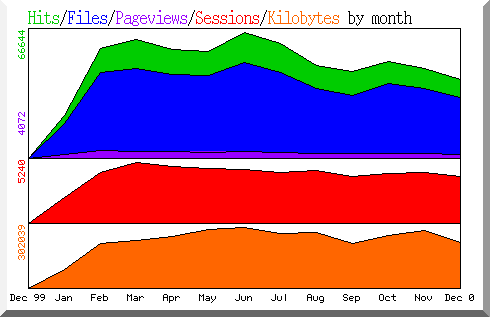 Hits/Files/Pageviews/Sessions/Kilobytes by month
66644
4072
5240
302039
Dec 99 Jan Feb Mar Apr May Jun Jul Aug Sep Oct Nov Dec 0